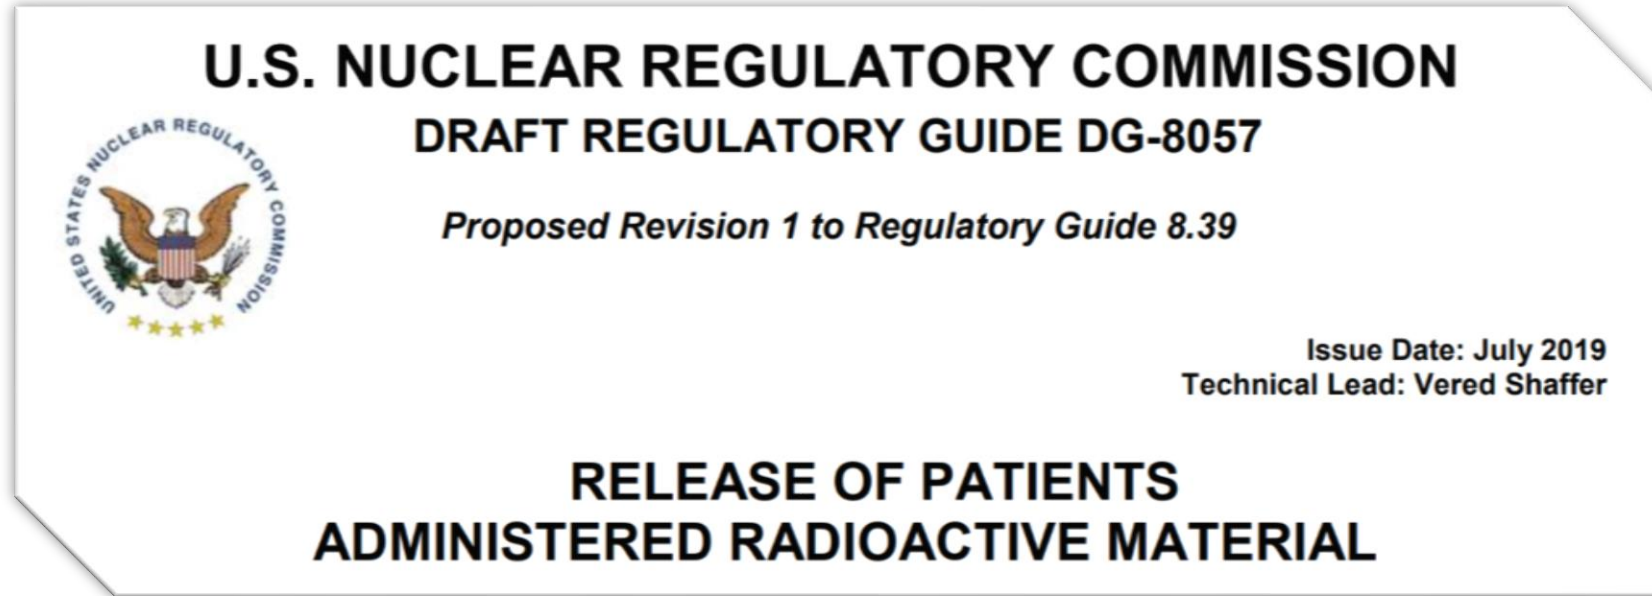 U.S. NUCLEAR REGULATORY COMMISSION
DRAFT REGULATORY GUIDE DG-8057
UNITED STATES NUCLEAR REGULATORY COMMISSION
Proposed Revision 1 to Regulatory Guide 8.39
Issue Date: July 2019
Technical Lead: Vered Shaffer
RELEASE OF PATIENTS
ADMINISTERED RADIOACTIVE MATERIAL